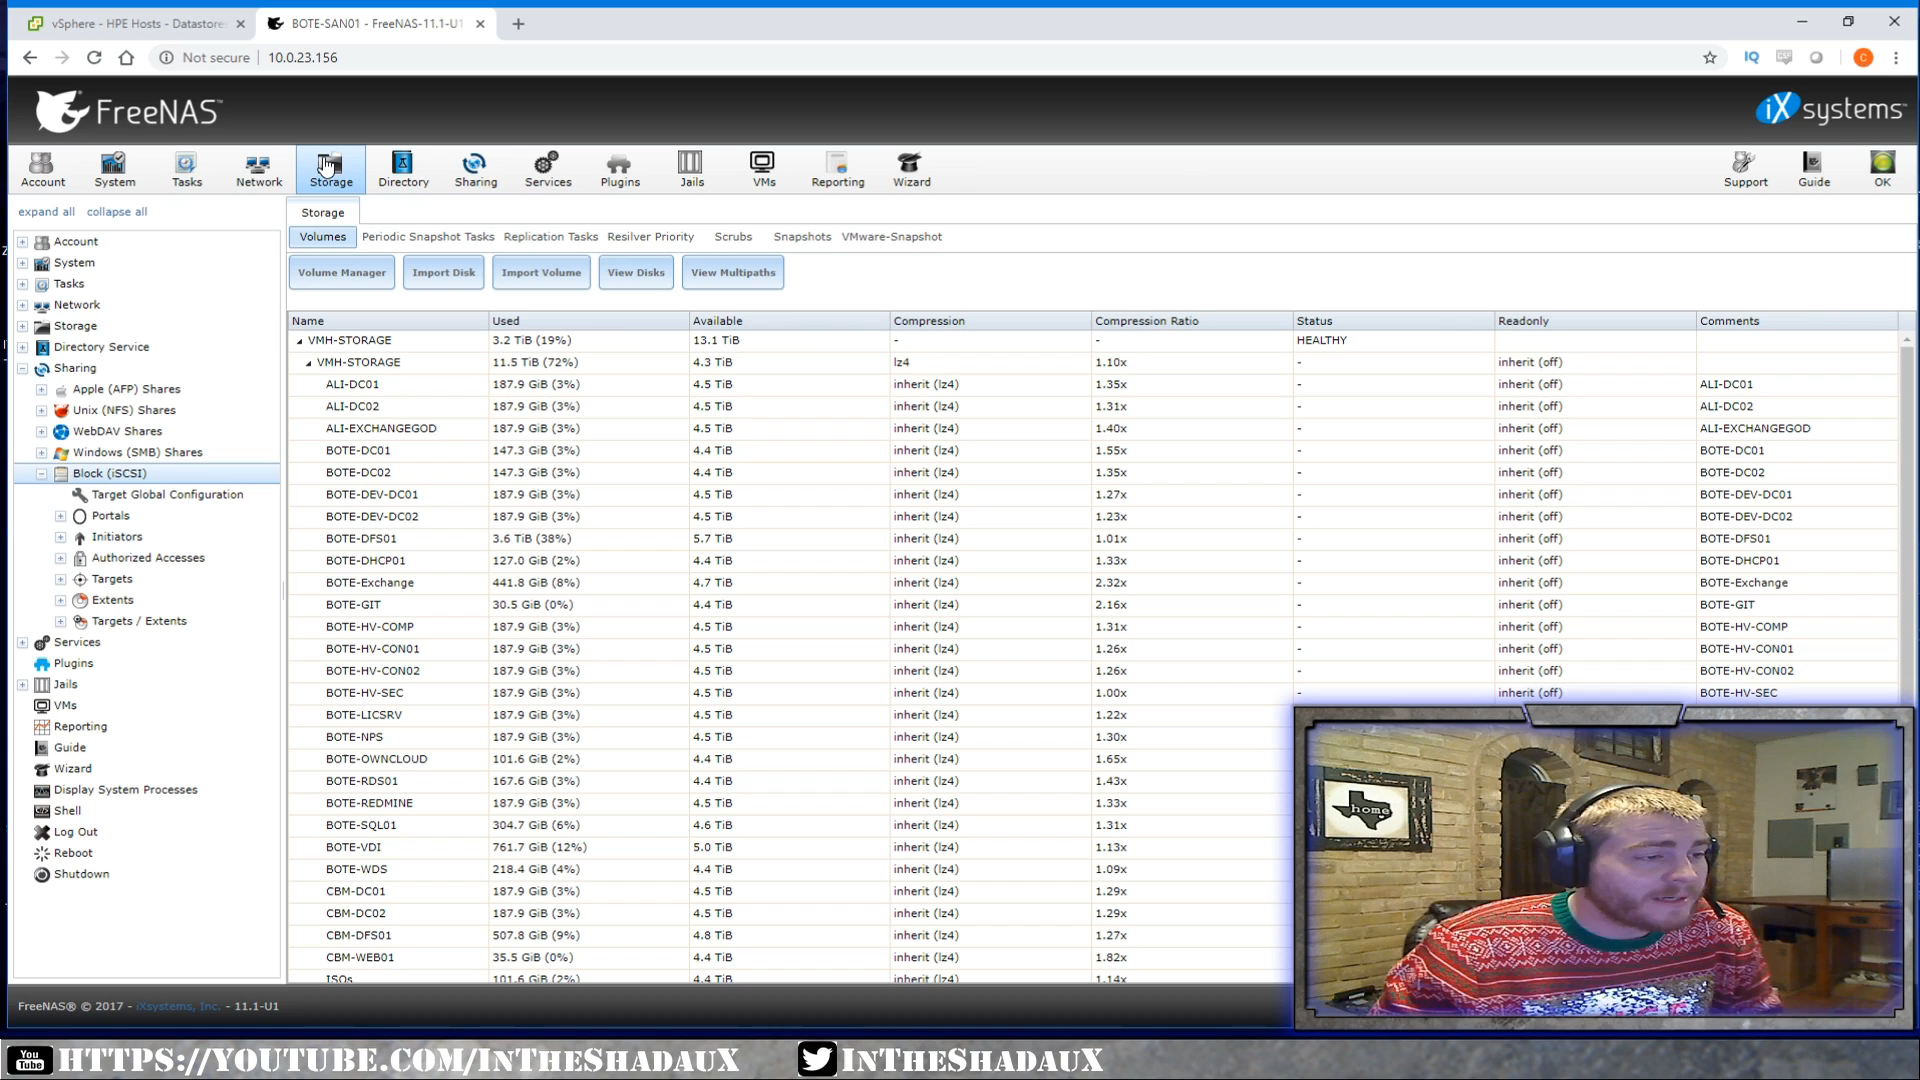 vSphere - HPE Hosts - Datastore
BOTE-SAN01 - FreeNAS-11.1-U1
Not secure
10.0.23.156
IQ
C
FreeNAS
iXsystems
Account
System
Tasks
Network
Storage
Directory
Sharing
Services
Plugins
Jails
VMs
Reporting
Wizard
Support
Guide
OK
expand all collapse all
Account
System
Tasks
Network
Storage
Directory Service
Sharing
Apple (AFP) Shares
Unix (NFS) Shares
WebDAV Shares
Windows (SMB) Shares
Block (iSCSI)
Target Global Configuration
Portals
Initiators
Authorized Accesses
Targets
Extents
Targets / Extents
Services
Plugins
Jails
VMs
Reporting
Guide
Wizard
Display System Processes
Shell
Log Out
Reboot
Shutdown
Storage
Volumes Periodic Snapshot Tasks Replication Tasks Resilver Priority Scrubs Snapshots VMware-Snapshot
Volume Manager Import Disk Import Volume View Disks View Multipaths
Name Used Available Compression Compression Ratio Status Readonly Comments
VMH-STORAGE 3.2 TiB (19%) 13.1 TiB - - HEALTHY
VMH-STORAGE 11.5 TiB (72%) 4.3 TiB lz4 1.10x - inherit (off)
ALI-DC01 187.9 GiB (3%) 4.5 TiB inherit (lz4) 1.35x - inherit (off) ALI-DC01
ALI-DC02 187.9 GiB (3%) 4.5 TiB inherit (lz4) 1.31x - inherit (off) ALI-DC02
ALI-EXCHANGEGOD 187.9 GiB (3%) 4.5 TiB inherit (lz4) 1.40x - inherit (off) ALI-EXCHANGEGOD
BOTE-DC01 147.3 GiB (3%) 4.4 TiB inherit (lz4) 1.55x - inherit (off) BOTE-DC01
BOTE-DC02 147.3 GiB (3%) 4.4 TiB inherit (lz4) 1.35x - inherit (off) BOTE-DC02
BOTE-DEV-DC01 187.9 GiB (3%) 4.5 TiB inherit (lz4) 1.27x - inherit (off) BOTE-DEV-DC01
BOTE-DEV-DC02 187.9 GiB (3%) 4.5 TiB inherit (lz4) 1.23x - inherit (off) BOTE-DEV-DC02
BOTE-DFS01 3.6 TiB (38%) 5.7 TiB inherit (lz4) 1.01x - inherit (off) BOTE-DFS01
BOTE-DHCP01 127.0 GiB (2%) 4.4 TiB inherit (lz4) 1.33x - inherit (off) BOTE-DHCP01
BOTE-Exchange 441.8 GiB (8%) 4.7 TiB inherit (lz4) 2.32x - inherit (off) BOTE-Exchange
BOTE-GIT 30.5 GiB (0%) 4.4 TiB inherit (lz4) 2.16x - inherit (off) BOTE-GIT
BOTE-HV-COMP 187.9 GiB (3%) 4.5 TiB inherit (lz4) 1.31x - inherit (off) BOTE-HV-COMP
BOTE-HV-CON01 187.9 GiB (3%) 4.5 TiB inherit (lz4) 1.26x - inherit (off) BOTE-HV-CON01
BOTE-HV-CON02 187.9 GiB (3%) 4.5 TiB inherit (lz4) 1.26x - inherit (off) BOTE-HV-CON02
BOTE-HV-SEC 187.9 GiB (3%) 4.5 TiB inherit (lz4) 1.00x - inherit (off) BOTE-HV-SEC
BOTE-LICSRV 187.9 GiB (3%) 4.5 TiB inherit (lz4) 1.22x
BOTE-NPS 187.9 GiB (3%) 4.5 TiB inherit (lz4) 1.30x
BOTE-OWNCLOUD 101.6 GiB (2%) 4.4 TiB inherit (lz4) 1.65x
BOTE-RDS01 167.6 GiB (3%) 4.4 TiB inherit (lz4) 1.43x
BOTE-REDMINE 187.9 GiB (3%) 4.5 TiB inherit (lz4) 1.33x
BOTE-SQL01 304.7 GiB (6%) 4.6 TiB inherit (lz4) 1.31x
BOTE-VDI 761.7 GiB (12%) 5.0 TiB inherit (lz4) 1.13x
BOTE-WDS 218.4 GiB (4%) 4.4 TiB inherit (lz4) 1.09x
CBM-DC01 187.9 GiB (3%) 4.5 TiB inherit (lz4) 1.29x
CBM-DC02 187.9 GiB (3%) 4.5 TiB inherit (lz4) 1.29x
CBM-DFS01 507.8 GiB (9%) 4.8 TiB inherit (lz4) 1.27x
CBM-WEB01 35.5 GiB (0%) 4.4 TiB inherit (lz4) 1.82x
ISOs 101.6 GiB (2%) 4.4 TiB inherit (lz4) 1.14x
home
FreeNAS® © 2017 - iXsystems, Inc. - 11.1-U1
You Tube HTTPS://YOUTUBE.COM/INTHESHADAUX INTHESHADAUX